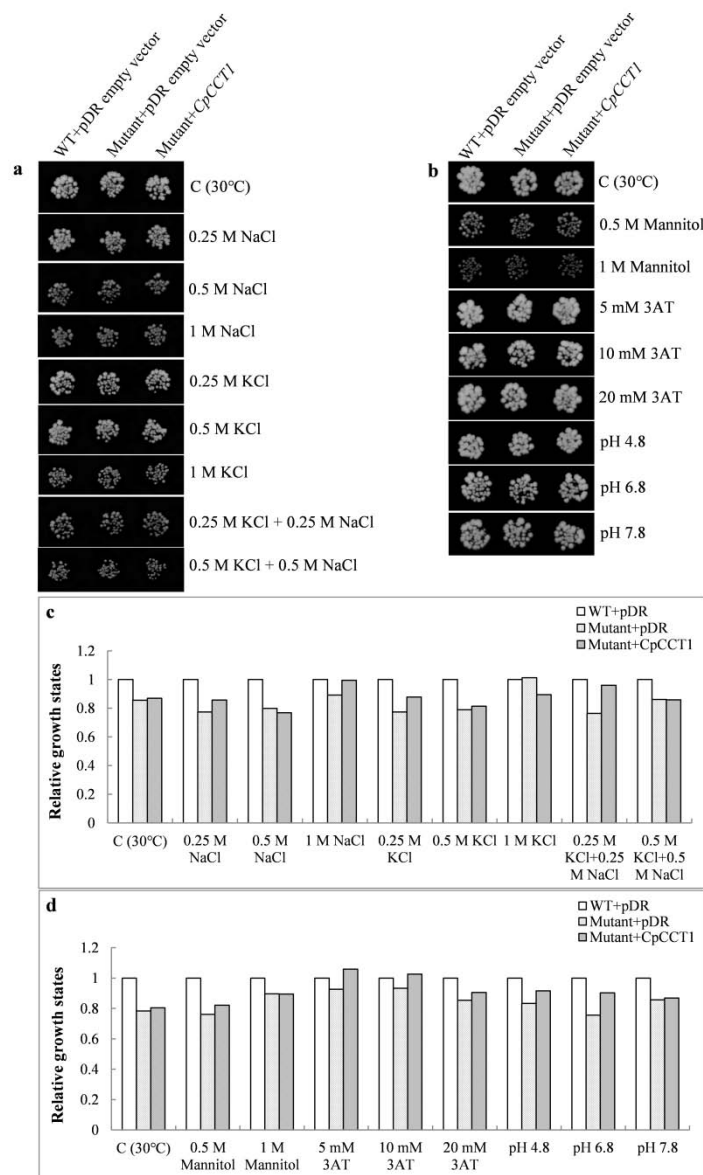 WT+pDR empty vector
Mutant+pDR empty vector
Mutant+CpCCT1
a
C (30°C)
0.25 M NaCl
0.5 M NaCl
1 M NaCl
0.25 M KCl
0.5 M KCl
1 M KCl
0.25 M KCl + 0.25 M NaCl
0.5 M KCl + 0.5 M NaCl
WT+pDR empty vector
Mutant+pDR empty vector
Mutant+CpCCT1
b
C (30°C)
0.5 M Mannitol
1 M Mannitol
5 mM 3AT
10 mM 3AT
20 mM 3AT
pH 4.8
pH 6.8
pH 7.8
c
WT+pDR
Mutant+pDR
Mutant+CpCCT1
Relative growth states
1.2
1
0.8
0.6
0.4
0.2
0
C (30°C)
0.25 M
NaCl
0.5 M
NaCl
1 M NaCl
0.25 M
KCl
0.5 M KCl
1 M KCl
0.25 M
KCl+0.25
M NaCl
0.5 M
KCl+0.5
M NaCl
d
WT+pDR
Mutant+pDR
Mutant+CpCCT1
Relative growth states
1.2
1
0.8
0.6
0.4
0.2
0
C (30°C)
0.5 M
Mannitol
1 M
Mannitol
5 mM
3AT
10 mM
3AT
20 mM
3AT
pH 4.8
pH 6.8
pH 7.8